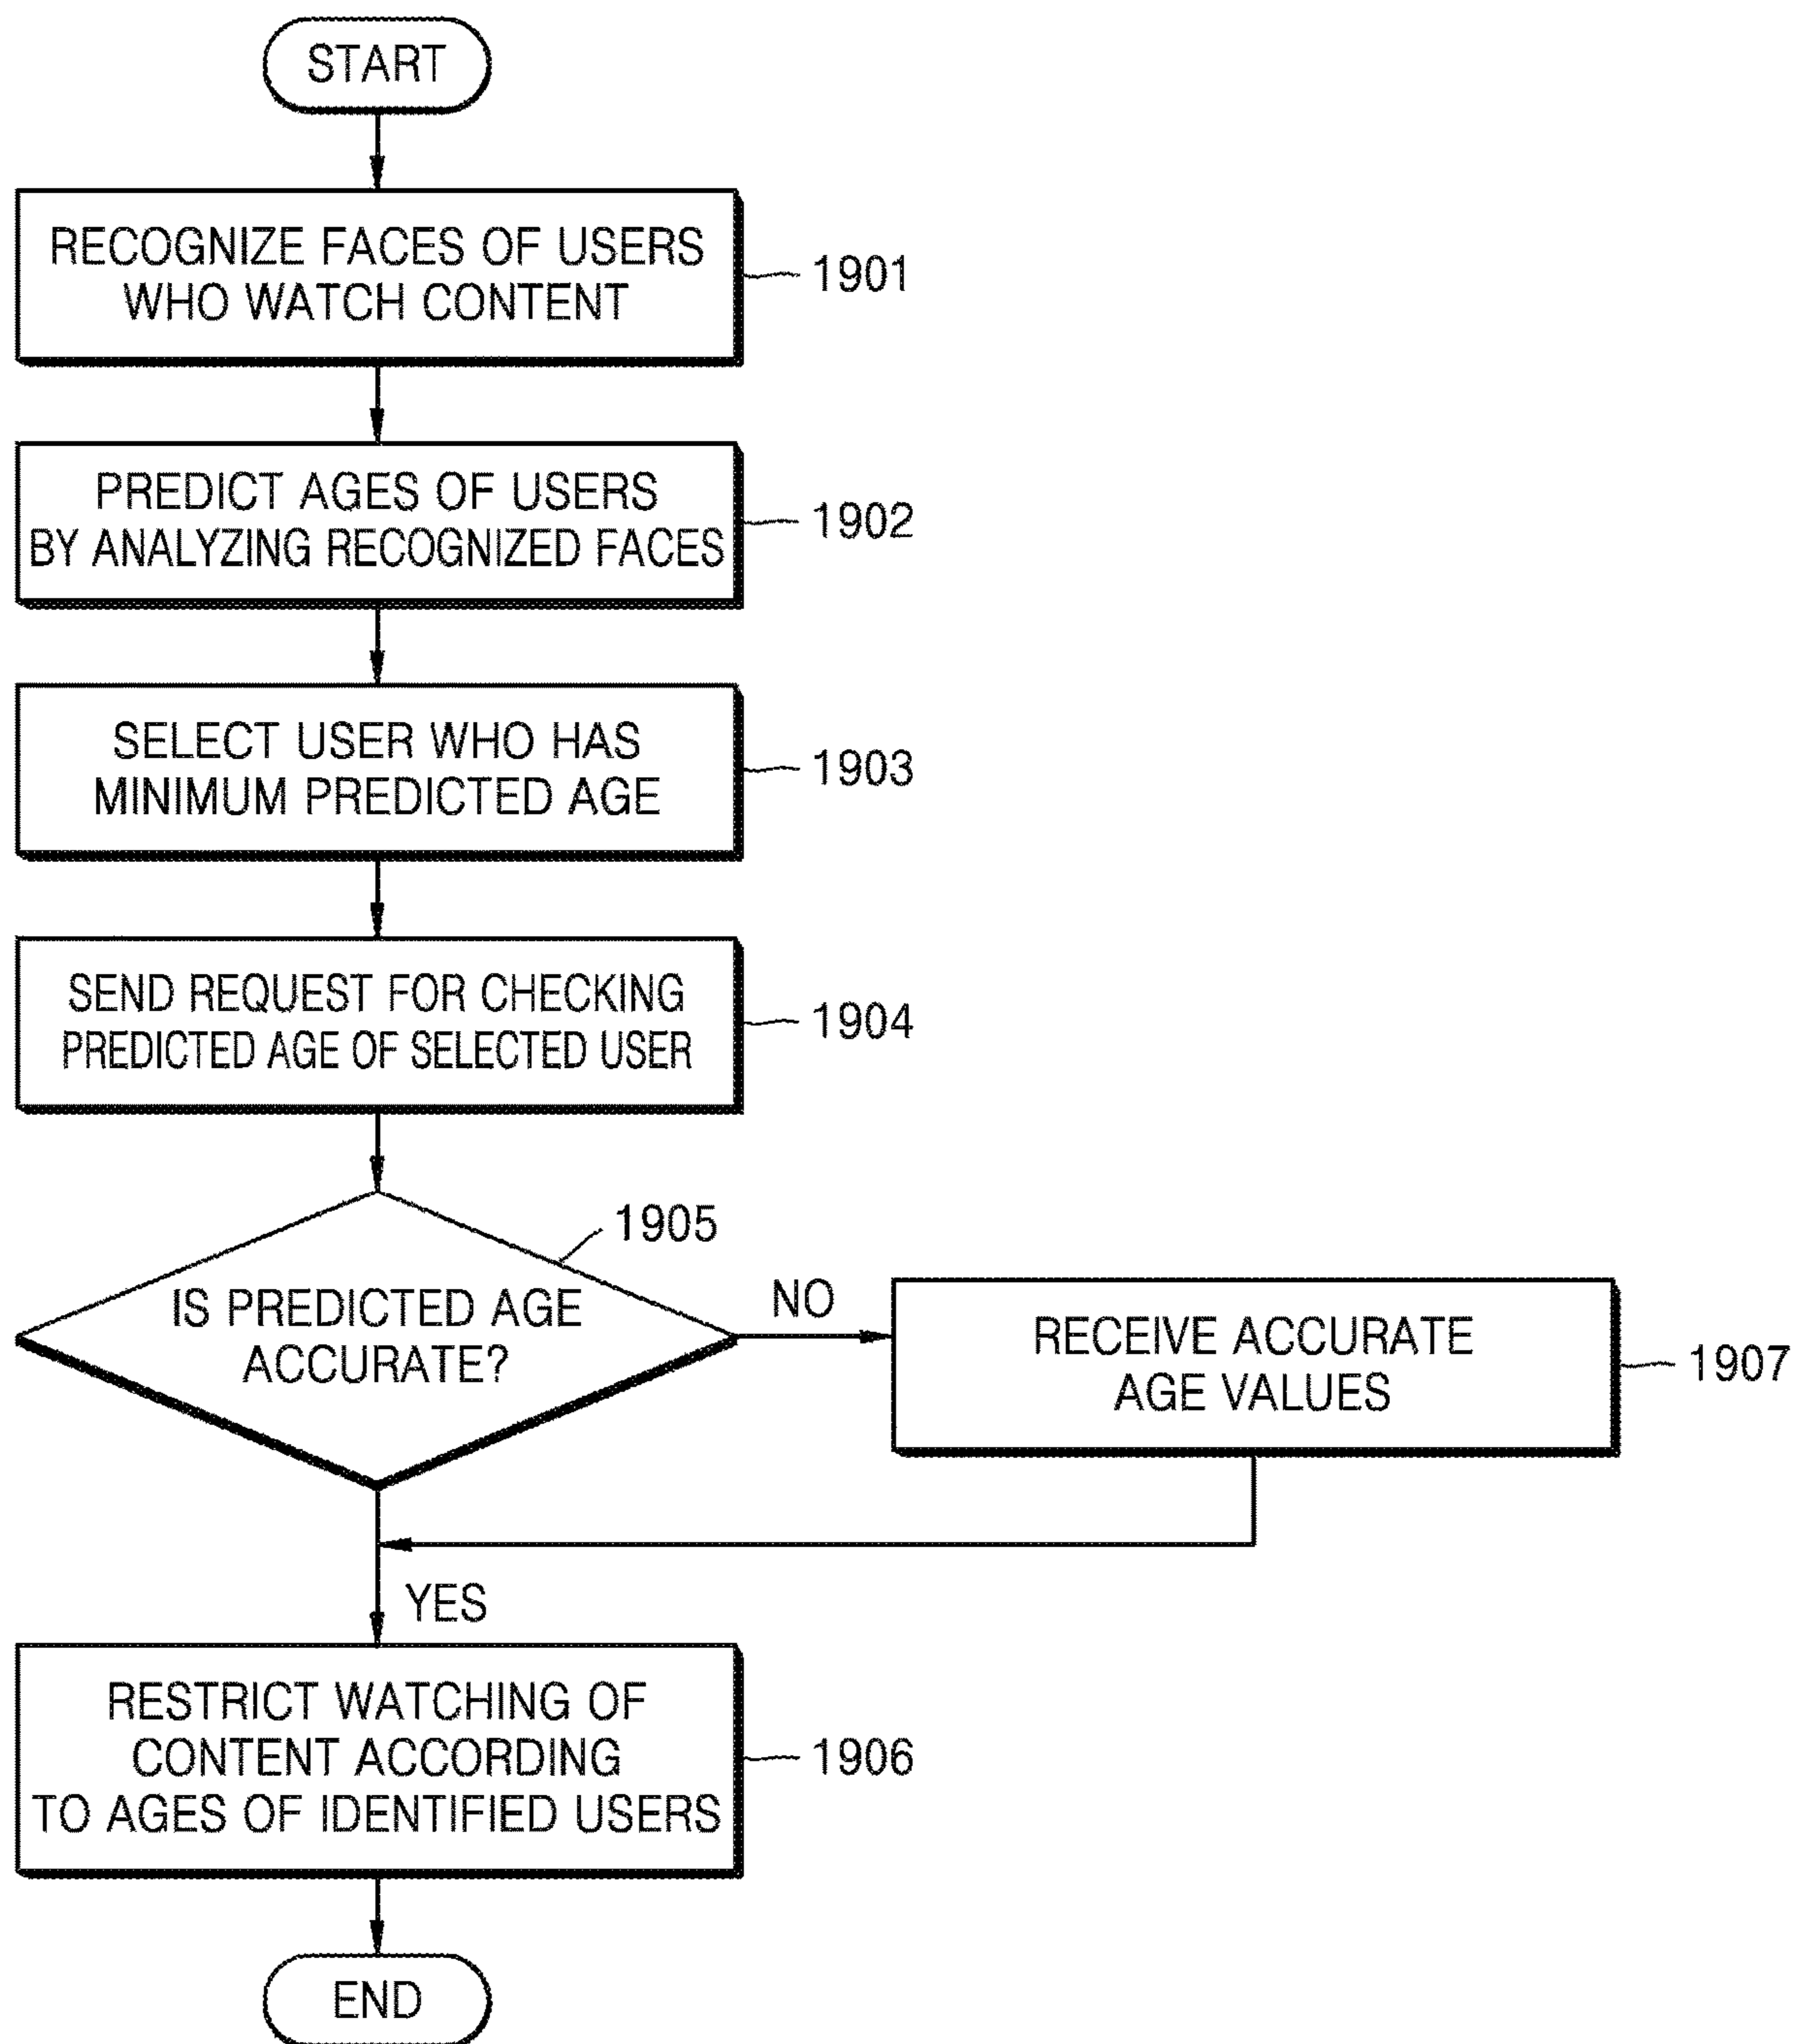 START
RECOGNIZE FACES OF USERS
WHO WATCH CONTENT
1901
PREDICT AGES OF USERS
BY ANALYZING RECOGNIZED FACES
1902
SELECT USER WHO HAS
MINIMUM PREDICTED AGE
1903
SEND REQUEST FOR CHECKING
PREDICTED AGE OF SELECTED USER
1904
1905
IS PREDICTED AGE
ACCURATE?
NO
RECEIVE ACCURATE
AGE VALUES
1907
YES
RESTRICT WATCHING OF
CONTENT ACCORDING
TO AGES OF IDENTIFIED USERS
1906
END